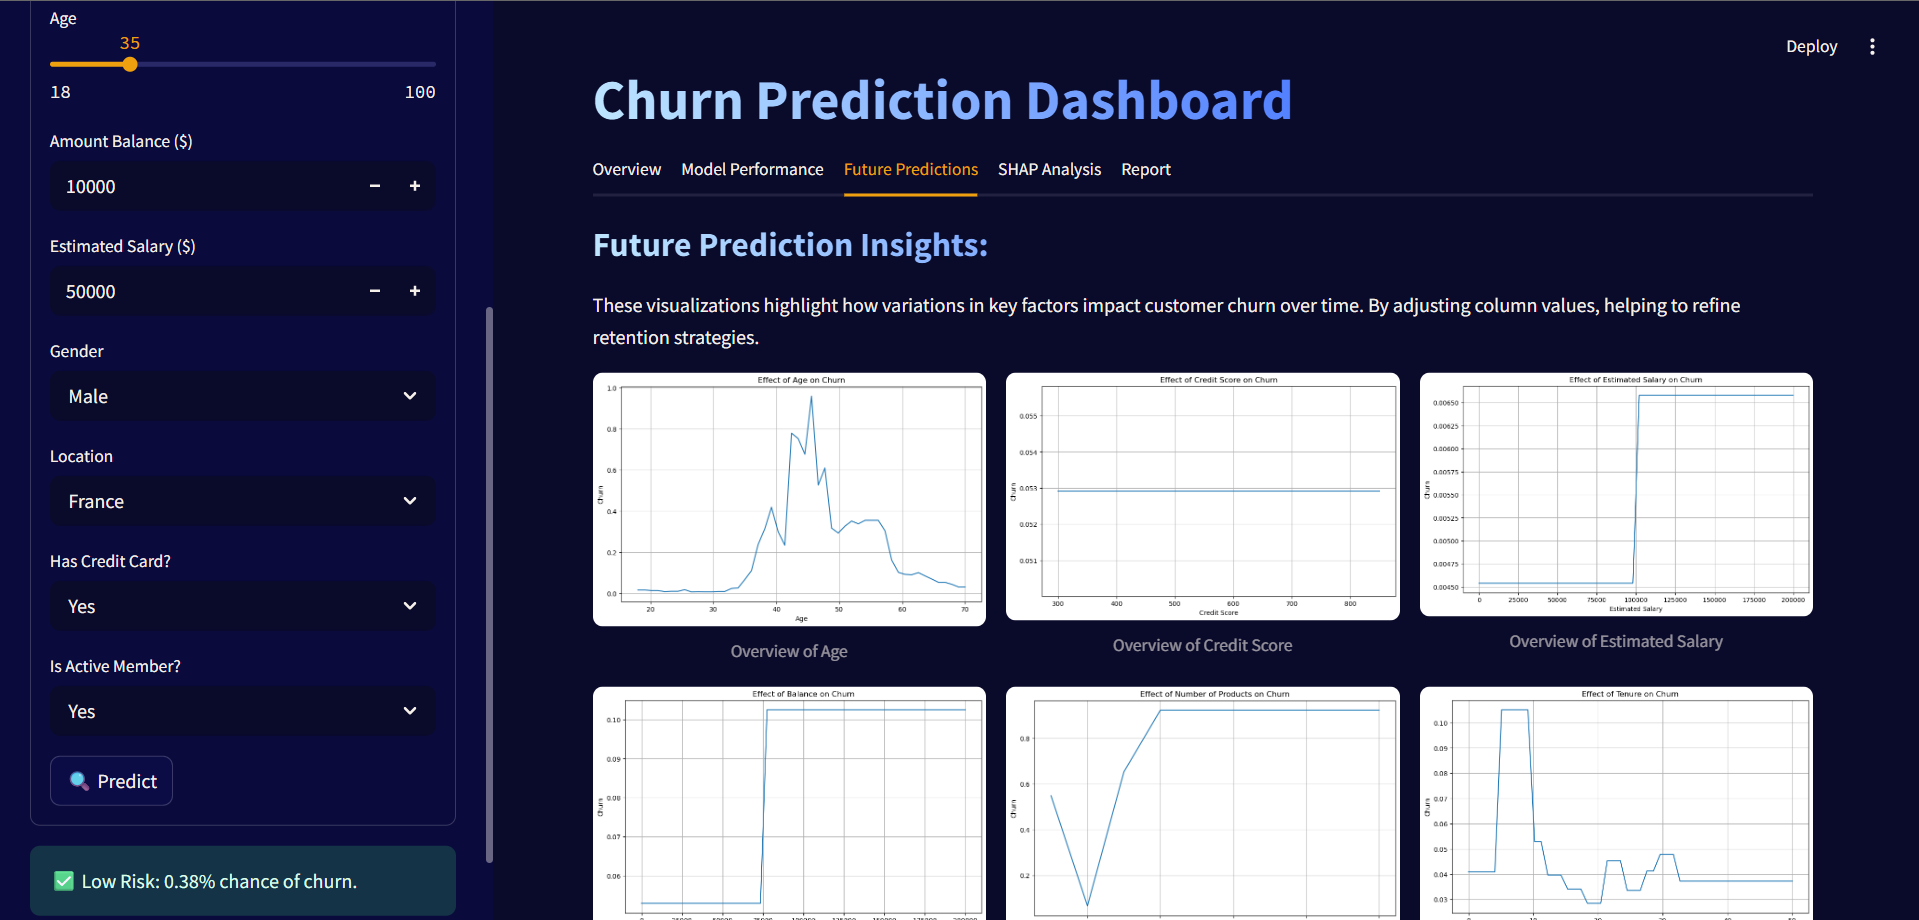 Age
35
18 100
Amount Balance ($)
10000
Estimated Salary ($)
50000
Gender
Male
Location
France
Has Credit Card?
Yes
Is Active Member?
Yes
Predict
Low Risk: 0.38% chance of churn.
Deploy
Churn Prediction Dashboard
Overview Model Performance Future Predictions SHAP Analysis Report
Future Prediction Insights:
These visualizations highlight how variations in key factors impact customer churn over time. By adjusting column values, helping to refine
retention strategies.
Effect of Age on Churn
1.0
0.8
0.6
0.4
0.2
0.0
Churn
20 30 40 50 60 70
Age
Overview of Age
Effect of Credit Score on Churn
0.055
0.054
0.053
0.052
0.051
Churn
300 400 500 600 700 800
Credit Score
Overview of Credit Score
Effect of Estimated Salary on Churn
0.00650
0.00625
0.00600
0.00575
0.00550
0.00525
0.00500
0.00475
0.00450
Churn
0 25000 50000 75000 100000 125000 150000 175000 200000
Estimated Salary
Overview of Estimated Salary
Effect of Balance on Churn
0.10
0.09
0.08
0.07
0.06
Churn
Effect of Number of Products on Churn
0.8
0.6
0.4
0.2
Churn
Effect of Tenure on Churn
0.10
0.09
0.08
0.07
0.06
0.05
0.04
0.03
Churn